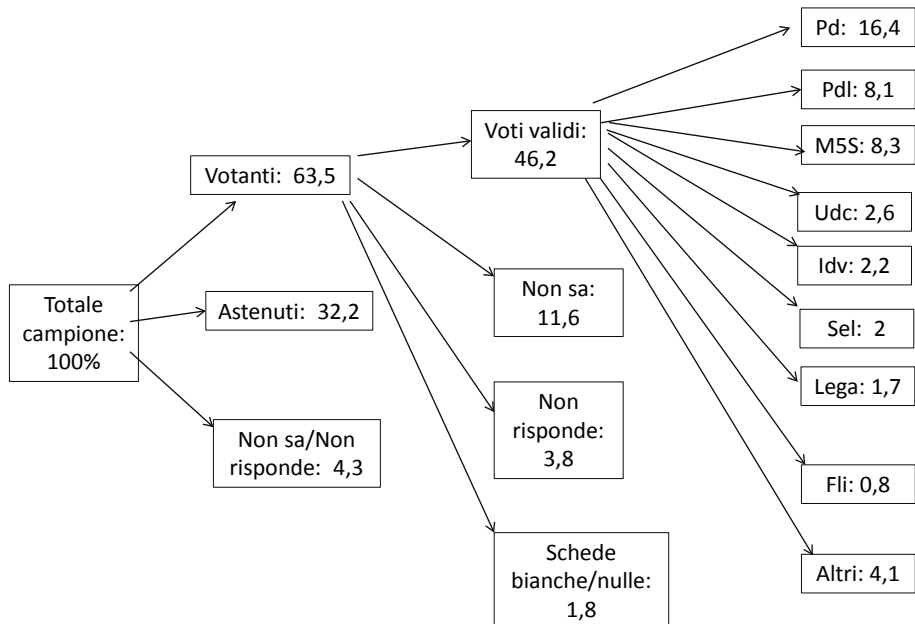 Totale
campione:
100%
Votanti:  63,5
Astenuti:  32,2
Non sa/Non
risponde:  4,3
Voti validi:
46,2
Non sa:
11,6
Non
risponde:
3,8
Schede
bianche/nulle:
1,8
Pd:  16,4
Pdl: 8,1
M5S: 8,3
Udc: 2,6
Idv: 2,2
Sel:  2
Lega: 1,7
Fli: 0,8
Altri: 4,1